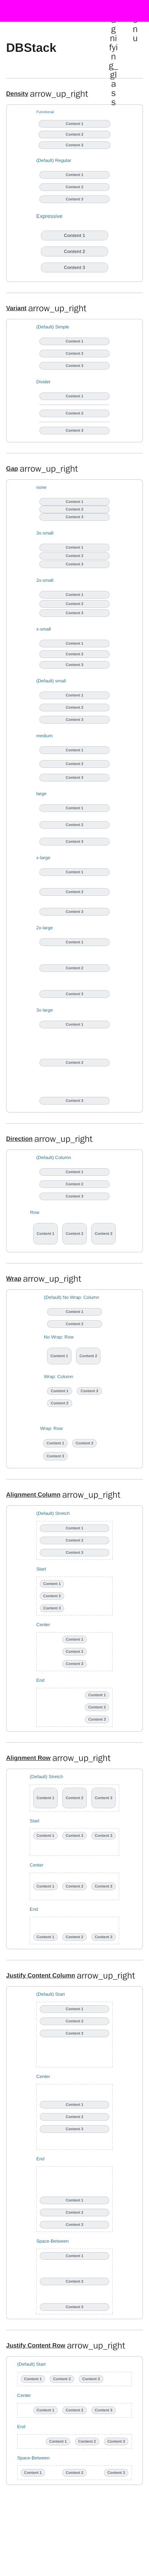 g
ni
fyi
n
g_
gl
a
s
s
n
u
DBStack
Density arrow_up_right
Functional
Content 1
Content 2
Content 3
(Default) Regular
Content 1
Content 2
Content 3
Expressive
Content 1
Content 2
Content 3
Variant arrow_up_right
(Default) Simple
Content 1
Content 2
Content 3
Divider
Content 1
Content 2
Content 3
Gap arrow_up_right
none
Content 1
Content 2
Content 3
3x-small
Content 1
Content 2
Content 3
2x-small
Content 1
Content 2
Content 3
x-small
Content 1
Content 2
Content 3
(Default) small
Content 1
Content 2
Content 3
medium
Content 1
Content 2
Content 3
large
Content 1
Content 2
Content 3
x-large
Content 1
Content 2
Content 3
2x-large
Content 1
Content 2
Content 3
3x-large
Content 1
Content 2
Content 3
Direction arrow_up_right
(Default) Column
Content 1
Content 2
Content 3
Row
Content 1 Content 2 Content 3
Wrap arrow_up_right
(Default) No Wrap: Column
Content 1
Content 2
No Wrap: Row
Content 1 Content 2
Wrap: Column
Content 1 Content 3
Content 2
Wrap: Row
Content 1 Content 2
Content 3
Alignment Column arrow_up_right
(Default) Stretch
Content 1
Content 2
Content 3
Start
Content 1
Content 2
Content 3
Center
Content 1
Content 2
Content 3
End
Content 1
Content 2
Content 3
Alignment Row arrow_up_right
(Default) Stretch
Content 1 Content 2 Content 3
Start
Content 1 Content 2 Content 3
Center
Content 1 Content 2 Content 3
End
Content 1 Content 2 Content 3
Justify Content Column arrow_up_right
(Default) Start
Content 1
Content 2
Content 3
Center
Content 1
Content 2
Content 3
End
Content 1
Content 2
Content 3
Space-Between
Content 1
Content 2
Content 3
Justify Content Row arrow_up_right
(Default) Start
Content 1 Content 2 Content 3
Center
Content 1 Content 2 Content 3
End
Content 1 Content 2 Content 3
Space-Between
Content 1 Content 2 Content 3